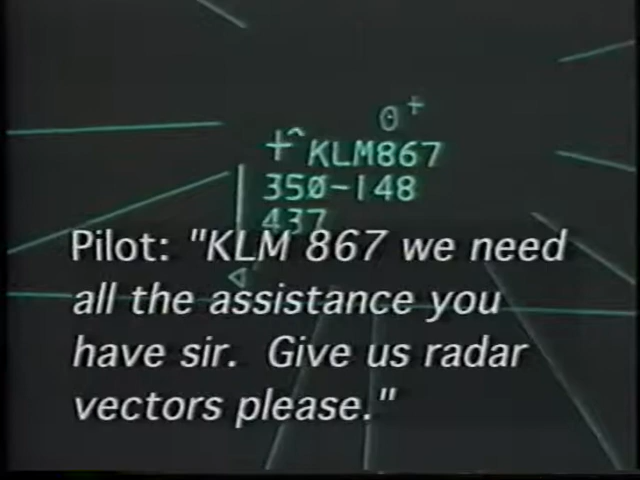 0+
+^KLM867
350-148
437
Pilot: "KLM 867 we need
all the assistance you
have sir. Give us radar
vectors please."